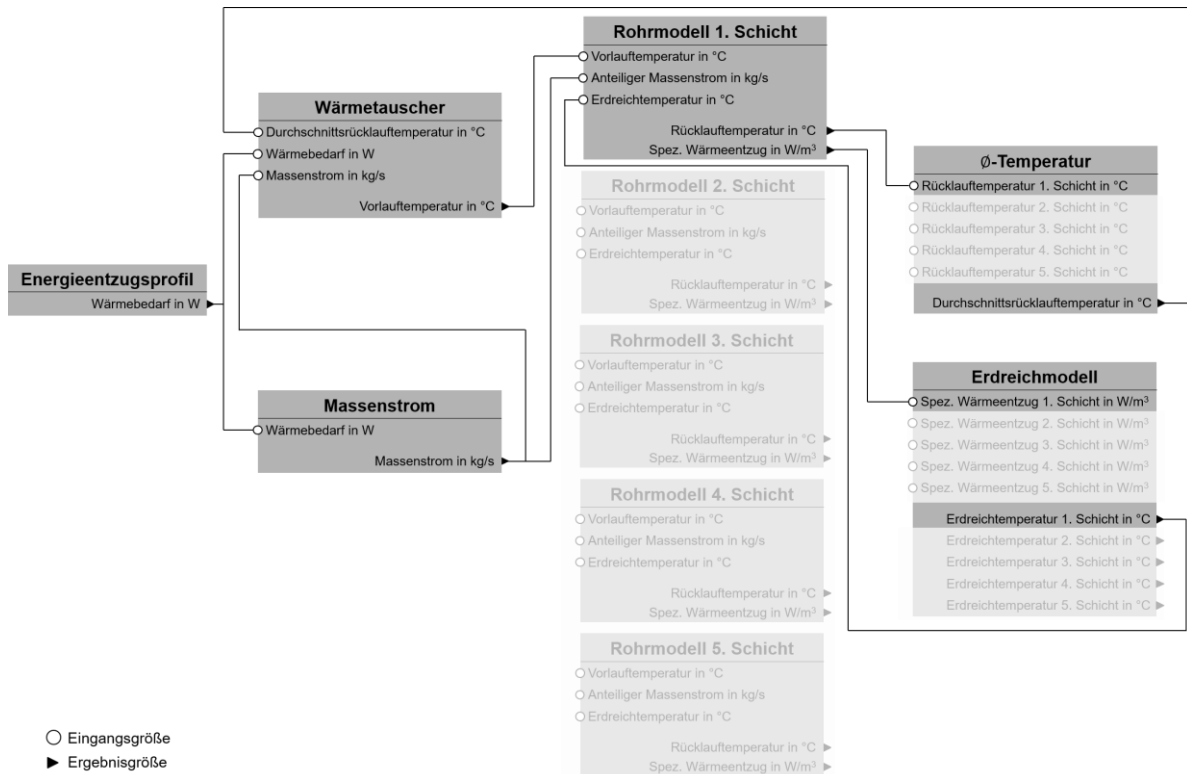 Energieentzugsprofil
Wärmebedarf in W
Wärmetauscher
Durchschnittsrücklauftemperatur in °C
Wärmebedarf in W
Massenstrom in kg/s
Vorlauftemperatur in °C
Massenstrom
Wärmebedarf in W
Massenstrom in kg/s
Rohrmodell 1. Schicht
Vorlauftemperatur in °C
Anteiliger Massenstrom in kg/s
Erdreichtemperatur in °C
Rücklauftemperatur in °C
Spez. Wärmeentzug in W/m³
Rohrmodell 2. Schicht
Vorlauftemperatur in °C
Anteiliger Massenstrom in kg/s
Erdreichtemperatur in °C
Rücklauftemperatur in °C
Spez. Wärmeentzug in W/m³
Rohrmodell 3. Schicht
Vorlauftemperatur in °C
Anteiliger Massenstrom in kg/s
Erdreichtemperatur in °C
Rücklauftemperatur in °C
Spez. Wärmeentzug in W/m³
Rohrmodell 4. Schicht
Vorlauftemperatur in °C
Anteiliger Massenstrom in kg/s
Erdreichtemperatur in °C
Rücklauftemperatur in °C
Spez. Wärmeentzug in W/m³
Rohrmodell 5. Schicht
Vorlauftemperatur in °C
Anteiliger Massenstrom in kg/s
Erdreichtemperatur in °C
Rücklauftemperatur in °C
Spez. Wärmeentzug in W/m³
Ø-Temperatur
Rücklauftemperatur 1. Schicht in °C
Rücklauftemperatur 2. Schicht in °C
Rücklauftemperatur 3. Schicht in °C
Rücklauftemperatur 4. Schicht in °C
Rücklauftemperatur 5. Schicht in °C
Durchschnittsrücklauftemperatur in °C
Erdreichmodell
Spez. Wärmeentzug 1. Schicht in W/m³
Spez. Wärmeentzug 2. Schicht in W/m³
Spez. Wärmeentzug 3. Schicht in W/m³
Spez. Wärmeentzug 4. Schicht in W/m³
Spez. Wärmeentzug 5. Schicht in W/m³
Erdreichtemperatur 1. Schicht in °C
Erdreichtemperatur 2. Schicht in °C
Erdreichtemperatur 3. Schicht in °C
Erdreichtemperatur 4. Schicht in °C
Erdreichtemperatur 5. Schicht in °C
Eingangsgröße
Ergebnisgröße